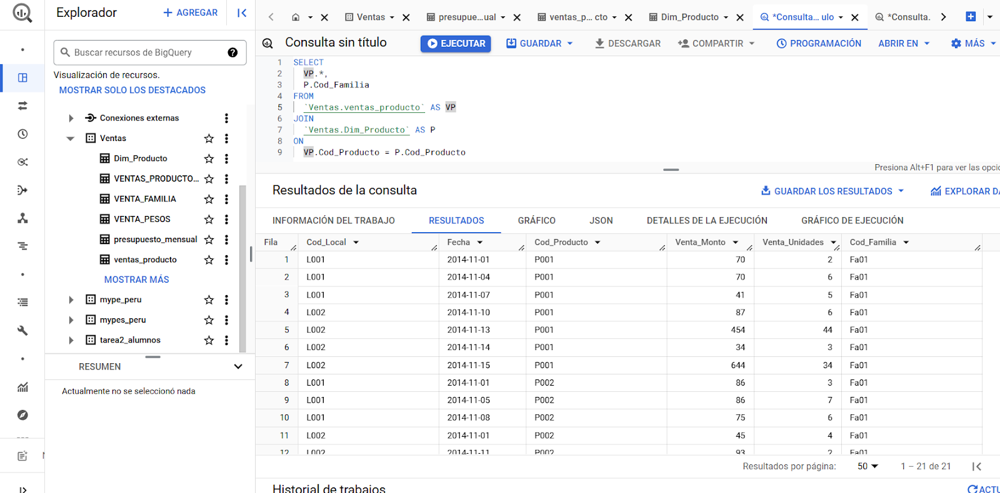 Explorador
AGREGAR
Buscar recursos de BigQuery
Visualización de recursos.
MOSTRAR SOLO LOS DESTACADOS
Conexiones externas
Ventas
Dim_Producto
VENTAS_PRODUCTO...
VENTA_FAMILIA
VENTA_PESOS
presupuesto_mensual
ventas_producto
MOSTRAR MÁS
mype_peru
mypes_peru
tarea2_alumnos
RESUMEN
Actualmente no se seleccionó nada
Ventas presupue...ual ventas_p... cto Dim_Producto *Consulta... ulo *Consulta.
Consulta sin título EJECUTAR GUARDAR DESCARGAR COMPARTIR PROGRAMACIÓN ABRIR EN MÁS
1 SELECT
2 VP.*,
3 P.Cod_Familia
4 FROM
5 `Ventas.ventas_producto` AS VP
6 JOIN
7 `Ventas.Dim_Producto` AS P
8 ON
9 VP.Cod_Producto = P.Cod_Producto
Presiona Alt+F1 para ver las opcio
Resultados de la consulta GUARDAR LOS RESULTADOS EXPLORAR DA
INFORMACIÓN DEL TRABAJO RESULTADOS GRÁFICO JSON DETALLES DE LA EJECUCIÓN GRÁFICO DE EJECUCIÓN
Fila Cod_Local Fecha Cod_Producto Venta_Monto Venta_Unidades Cod_Familia
1 L001 2014-11-01 P001 70 2 Fa01
2 L001 2014-11-04 P001 70 6 Fa01
3 L001 2014-11-07 P001 41 5 Fa01
4 L002 2014-11-10 P001 87 6 Fa01
5 L002 2014-11-13 P001 454 44 Fa01
6 L002 2014-11-14 P001 34 3 Fa01
7 L002 2014-11-15 P001 644 34 Fa01
8 L001 2014-11-01 P002 86 3 Fa01
9 L001 2014-11-05 P002 86 7 Fa01
10 L001 2014-11-08 P002 75 6 Fa01
11 L002 2014-11-01 P002 45 4 Fa01
12 L002 2014-11-11 P002 93 2 Fa01
Resultados por página: 50 1 – 21 de 21
Historial de trabajos ACTU